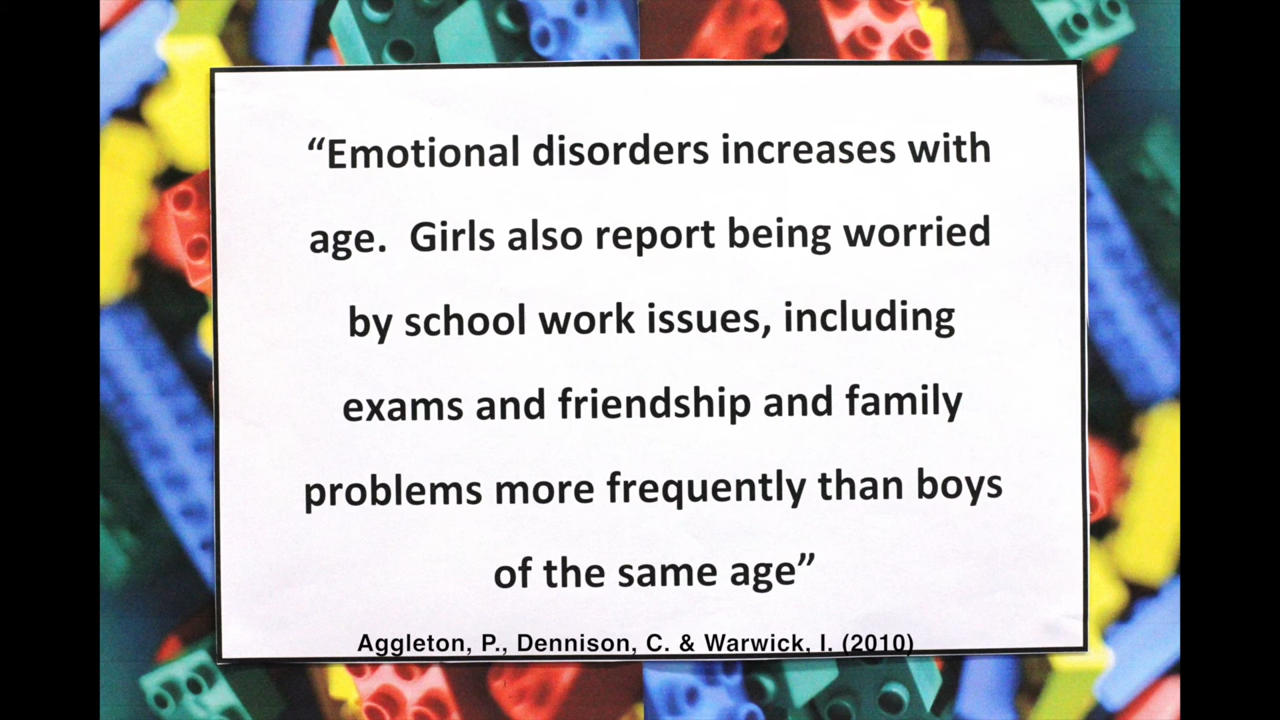 “Emotional disorders increases with
age.  Girls also report being worried
by school work issues, including
exams and friendship and family
problems more frequently than boys
of the same age”
Aggleton, P., Dennison, C. & Warwick, I. (2010)